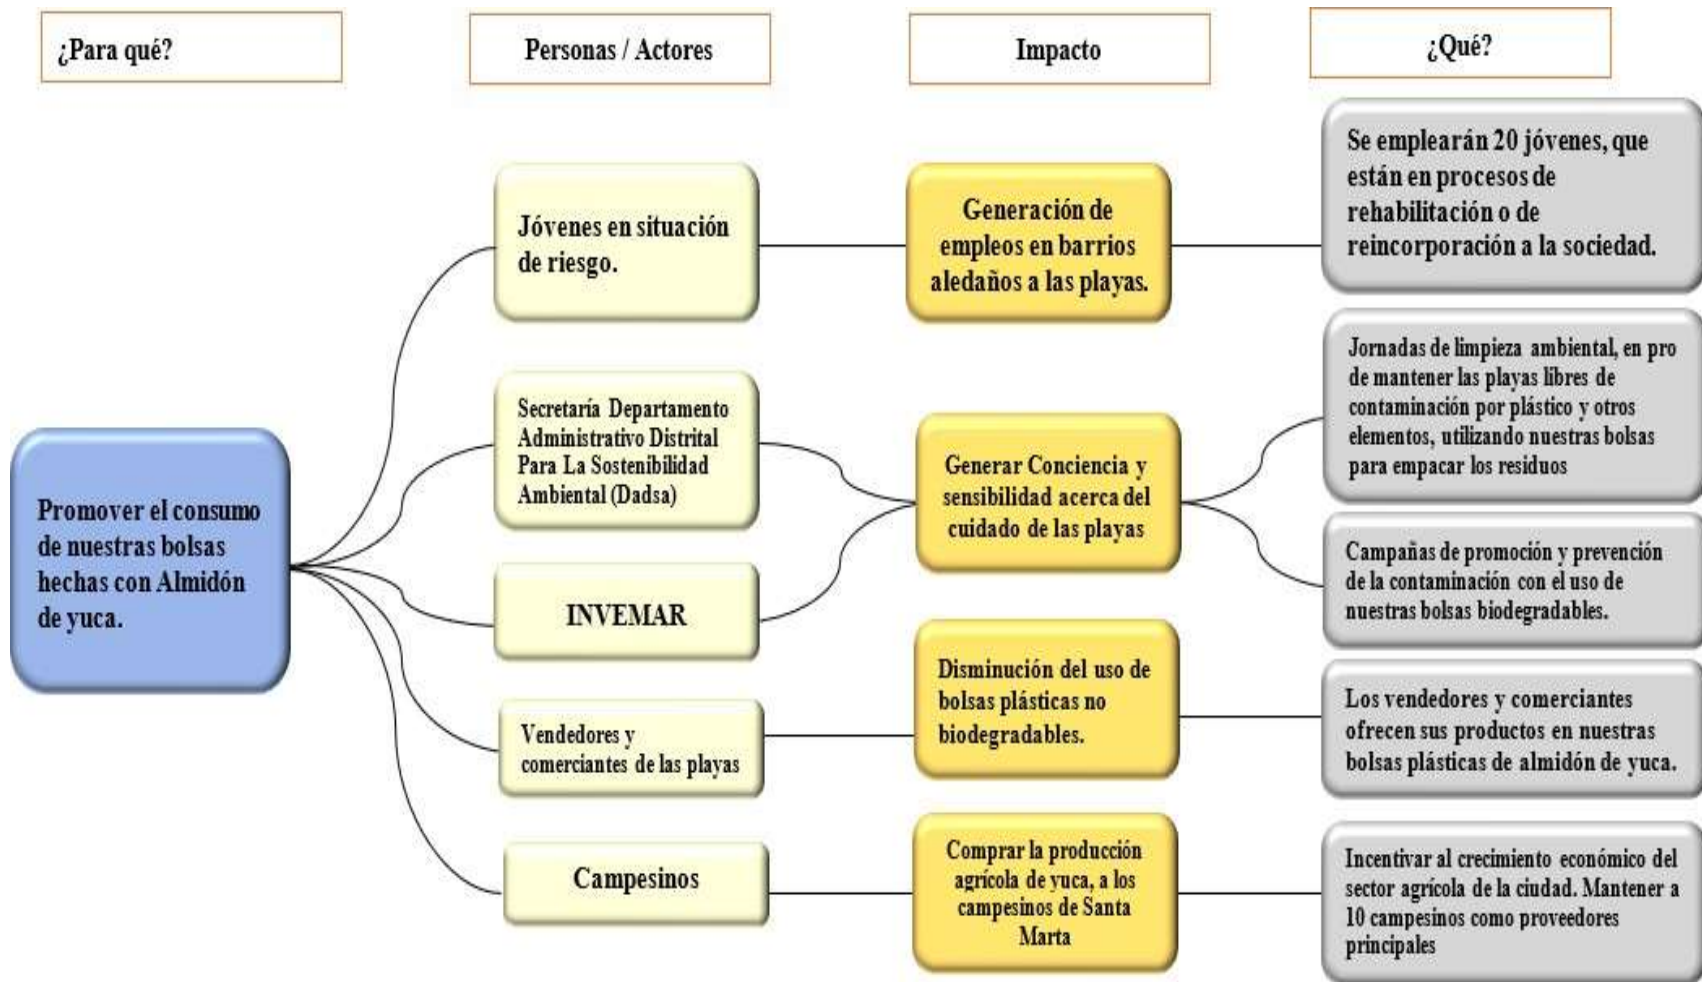 ¿Para qué?
Personas / Actores
Impacto
¿Qué?
Promover el consumo
de nuestras bolsas
hechas con Almidón
de yuca.
Jóvenes en situación
de riesgo.
Generación de
empleos en barrios
aledaños a las playas.
Se emplearán 20 jóvenes, que
están en procesos de
rehabilitación o de
reincorporación a la sociedad.
Secretaría Departamento
Administrativo Distrital
Para La Sostenibilidad
Ambiental (Dadsa)
INVEMAR
Generar Conciencia y
sensibilidad acerca del
cuidado de las playas
Jornadas de limpieza ambiental, en pro
de mantener las playas libres de
contaminación por plástico y otros
elementos, utilizando nuestras bolsas
para empacar los residuos
Campañas de promoción y prevención
de la contaminación con el uso de
nuestras bolsas biodegradables.
Vendedores y
comerciantes de las playas
Disminución del uso de
bolsas plásticas no
biodegradables.
Los vendedores y comerciantes
ofrecen sus productos en nuestras
bolsas plásticas de almidón de yuca.
Campesinos
Comprar la producción
agrícola de yuca, a los
campesinos de Santa
Marta
Incentivar al crecimiento económico del
sector agrícola de la ciudad. Mantener a
10 campesinos como proveedores
principales